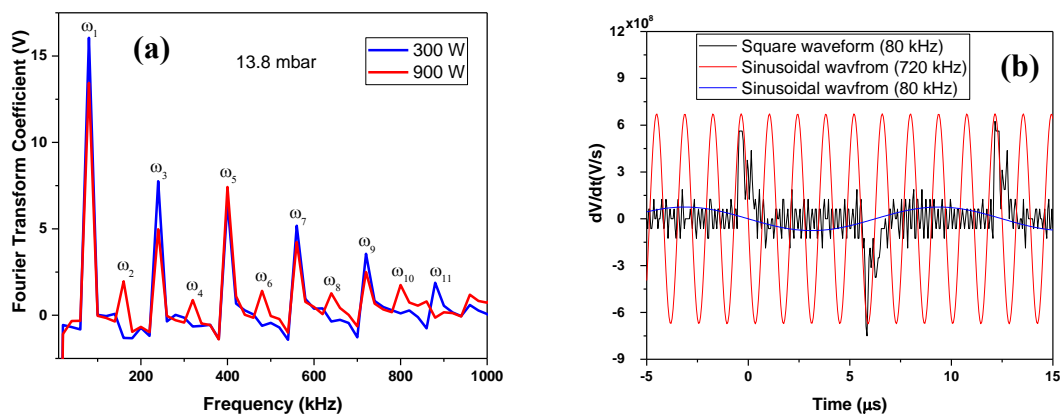 (a)
13.8 mbar
300 W
900 W
ω1
ω2
ω3
ω4
ω5
ω6
ω7
ω8
ω9
ω10
ω11
Fourier Transform Coefficient (V)
15
10
5
0
200
400
600
800
1000
Frequency (kHz)
(b)
Square waveform (80 kHz)
Sinusoidal wavfrom (720 kHz)
Sinusoidal wavfrom (80 kHz)
dV/dt(V/s)
12
×10⁸
9
6
3
0
-3
-6
-9
-5
0
5
10
15
Time (μs)